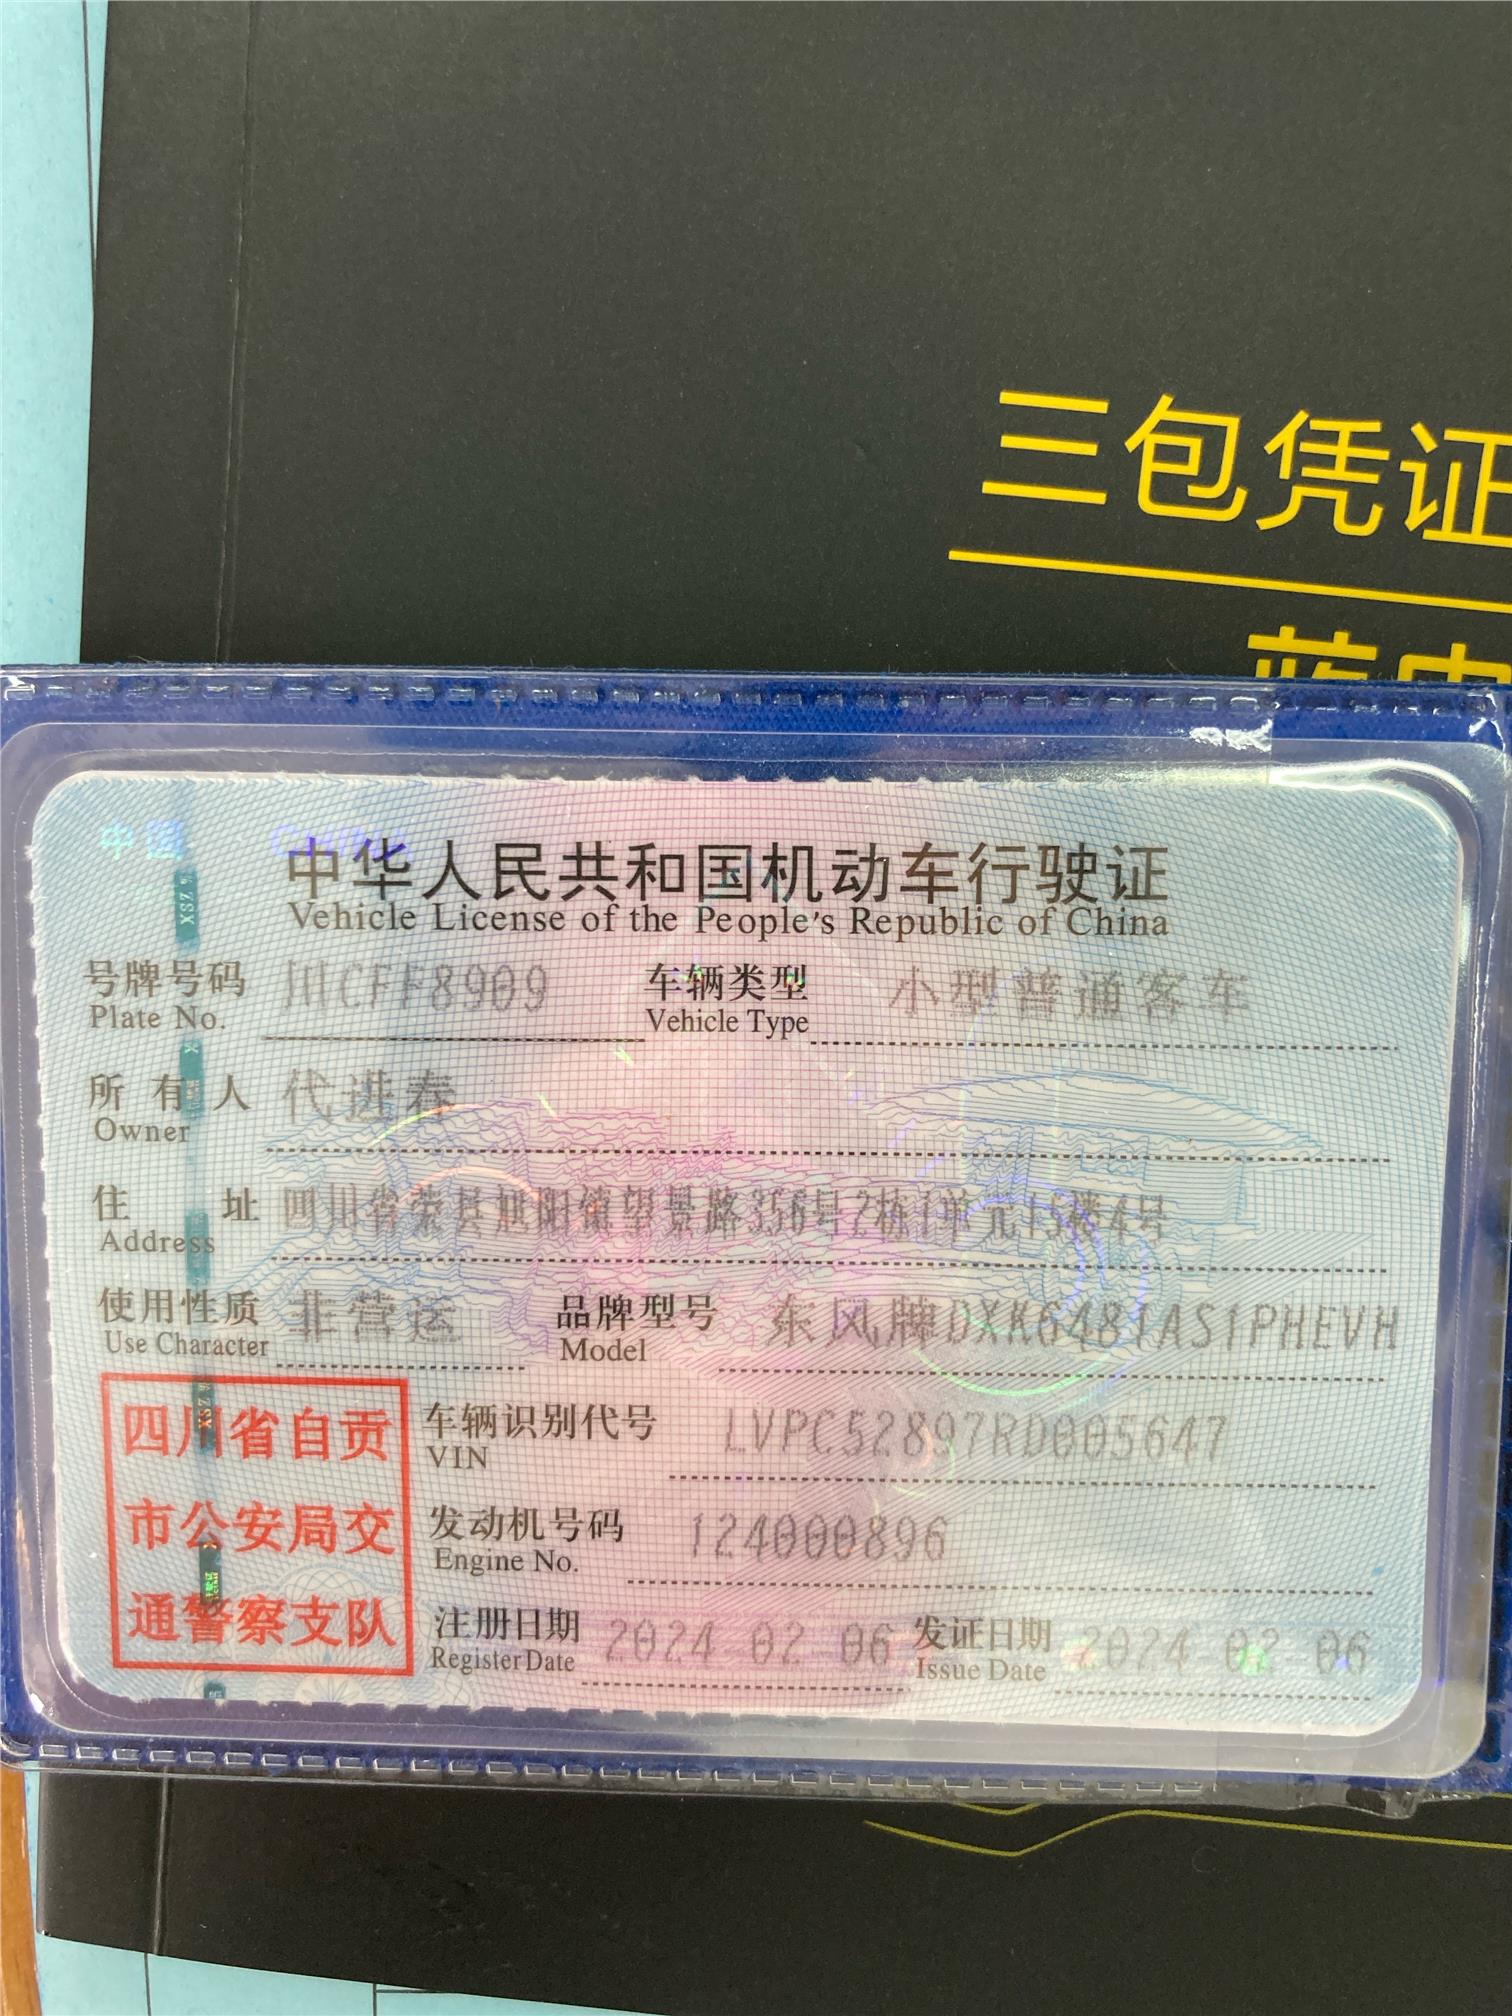 三包凭证
中国 CHINA
中华人民共和国机动车行驶证
Vehicle License of the People's Republic of China
号牌号码 川CFF8909 车辆类型 小型普通客车
Plate No. Vehicle Type
所有人 代进春
Owner
住址 四川省荣县旭阳镇望景路356号2栋1单元15楼4号
Address
使用性质 非营运 品牌型号 东风牌DXK6481AS1PHEVH
Use Character Model
四川省自贡
市公安局交
通警察支队
车辆识别代号 LVPC52897RD005647
VIN
发动机号码 124000896
Engine No.
注册日期 2024-02-06 发证日期 2024-02-06
Register Date Issue Date